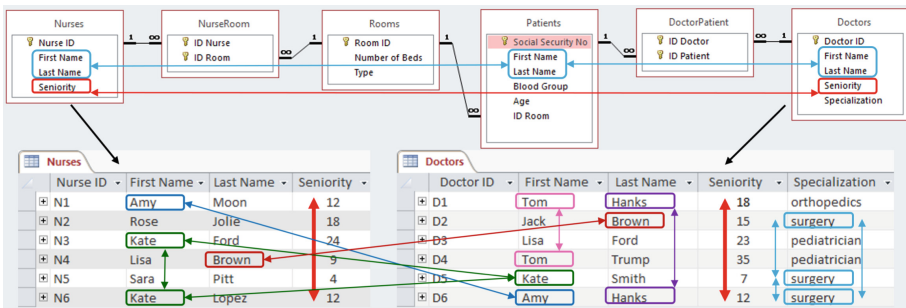 Nurses NurseRoom Rooms Patients DoctorPatient Doctors
Nurse ID
First Name
Last Name
Seniority
1 ∞
ID Nurse
ID Room
∞ 1
Room ID
Number of Beds
Type
1 ∞
Social Security No
First Name
Last Name
Blood Group
Age
ID Room
1 ∞
ID Doctor
ID Patient
∞ 1
Doctor ID
First Name
Last Name
Seniority
Specialization
Nurses
Nurse ID First Name Last Name Seniority
N1 Amy Moon 12
N2 Rose Jolie 18
N3 Kate Ford 24
N4 Lisa Brown 9
N5 Sara Pitt 4
N6 Kate Lopez 12
Doctors
Doctor ID First Name Last Name Seniority Specialization
D1 Tom Hanks 18 orthopedics
D2 Jack Brown 15 surgery
D3 Lisa Ford 23 pediatrician
D4 Tom Trump 35 pediatrician
D5 Kate Smith 7 surgery
D6 Amy Hanks 12 surgery